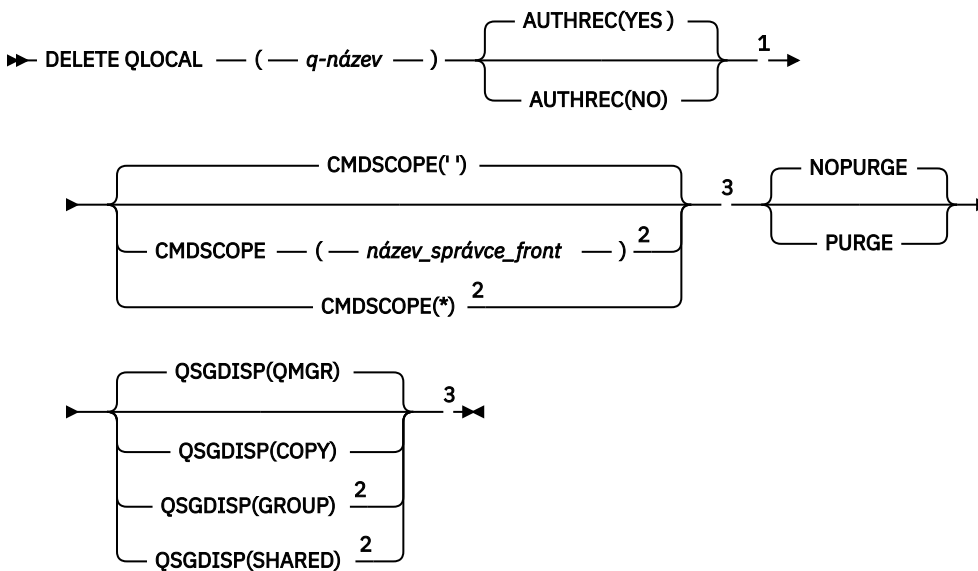 AUTHREC(YES )
DELETE QLOCAL ( q-název ) 1
AUTHREC(NO)
CMDSCOPE(' ') 3 NOPURGE
CMDSCOPE ( název_správce_front ) 2 PURGE
CMDSCOPE(*) 2
QSGDISP(QMGR) 3
QSGDISP(COPY)
QSGDISP(GROUP) 2
QSGDISP(SHARED) 2